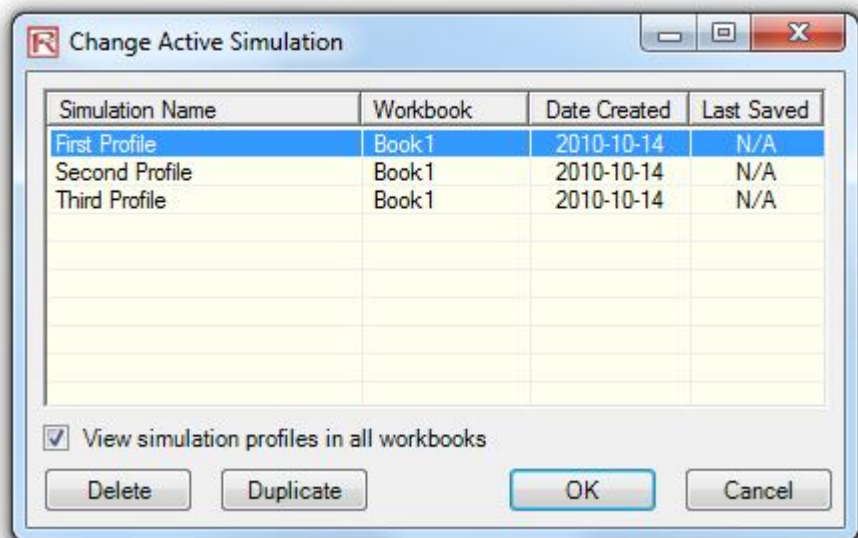 Change Active Simulation
Simulation Name Workbook Date Created Last Saved
First Profile Book1 2010-10-14 N/A
Second Profile Book1 2010-10-14 N/A
Third Profile Book1 2010-10-14 N/A
View simulation profiles in all workbooks
Delete Duplicate OK Cancel